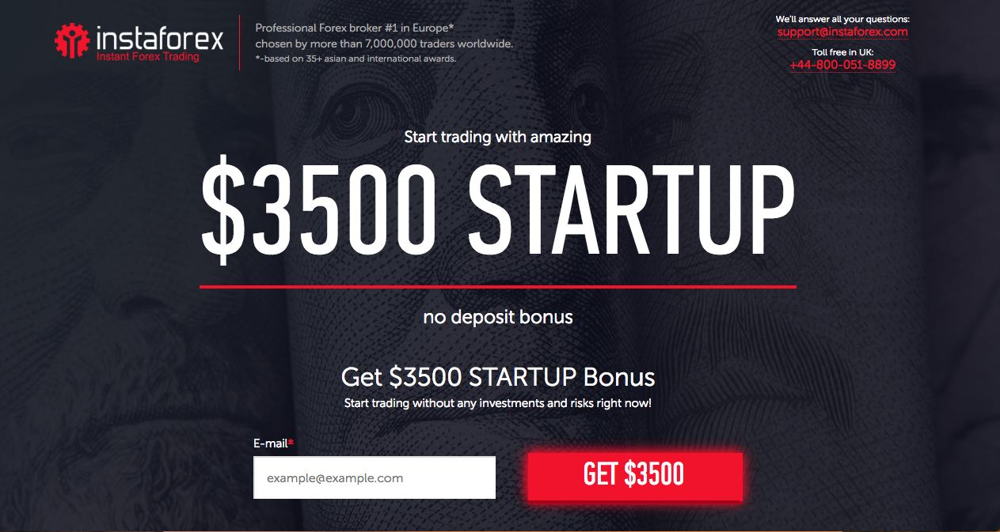 instaforex
Instant Forex Trading
Professional Forex broker #1 in Europe*
chosen by more than 7,000,000 traders worldwide.
*-based on 35+ asian and international awards.
We'll answer all your questions:
support@instaforex.com
Toll free in UK:
+44-800-051-8899
Start trading with amazing
$3500 STARTUP
no deposit bonus
Get $3500 STARTUP Bonus
Start trading without any investments and risks right now!
E-mail*
example@example.com
GET $3500